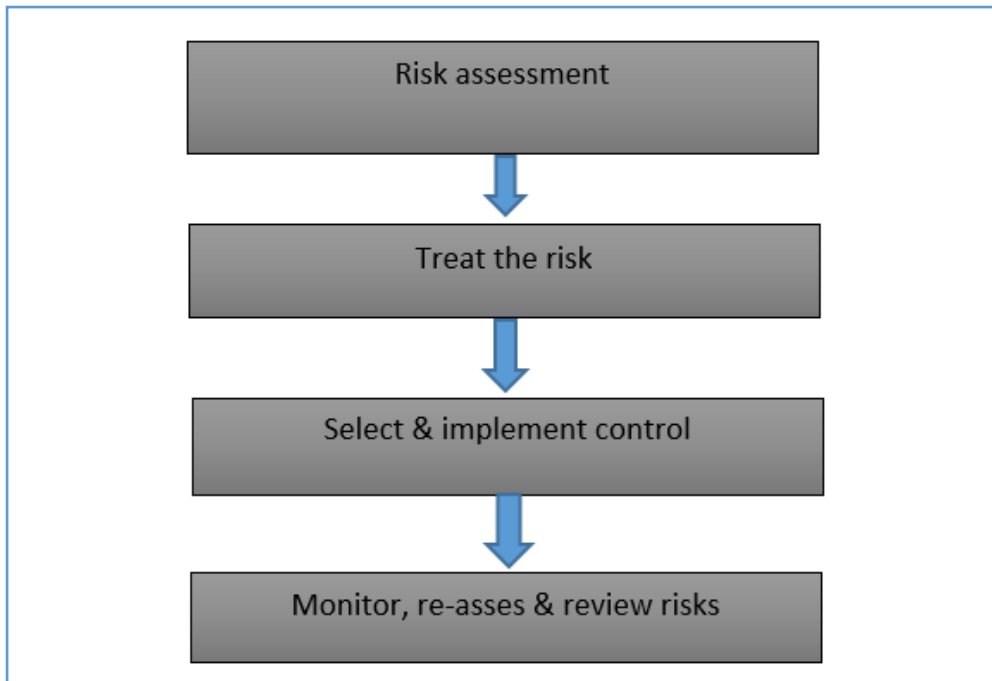 Risk assessment
Treat the risk
Select & implement control
Monitor, re-asses & review risks